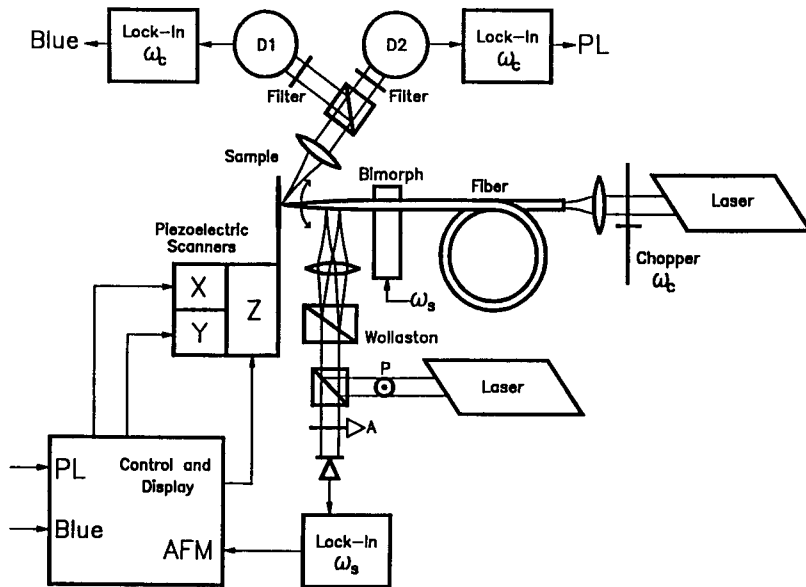 Blue
Lock-In
ω_c
D1
D2
Lock-In
ω_c
PL
Filter
Filter
Sample
Bimorph
Fiber
Laser
Piezoelectric
Scanners
Chopper
ω_c
X
Y
Z
ω_s
Wollaston
P
Laser
A
PL
Control and
Display
Blue
AFM
Lock-In
ω_s